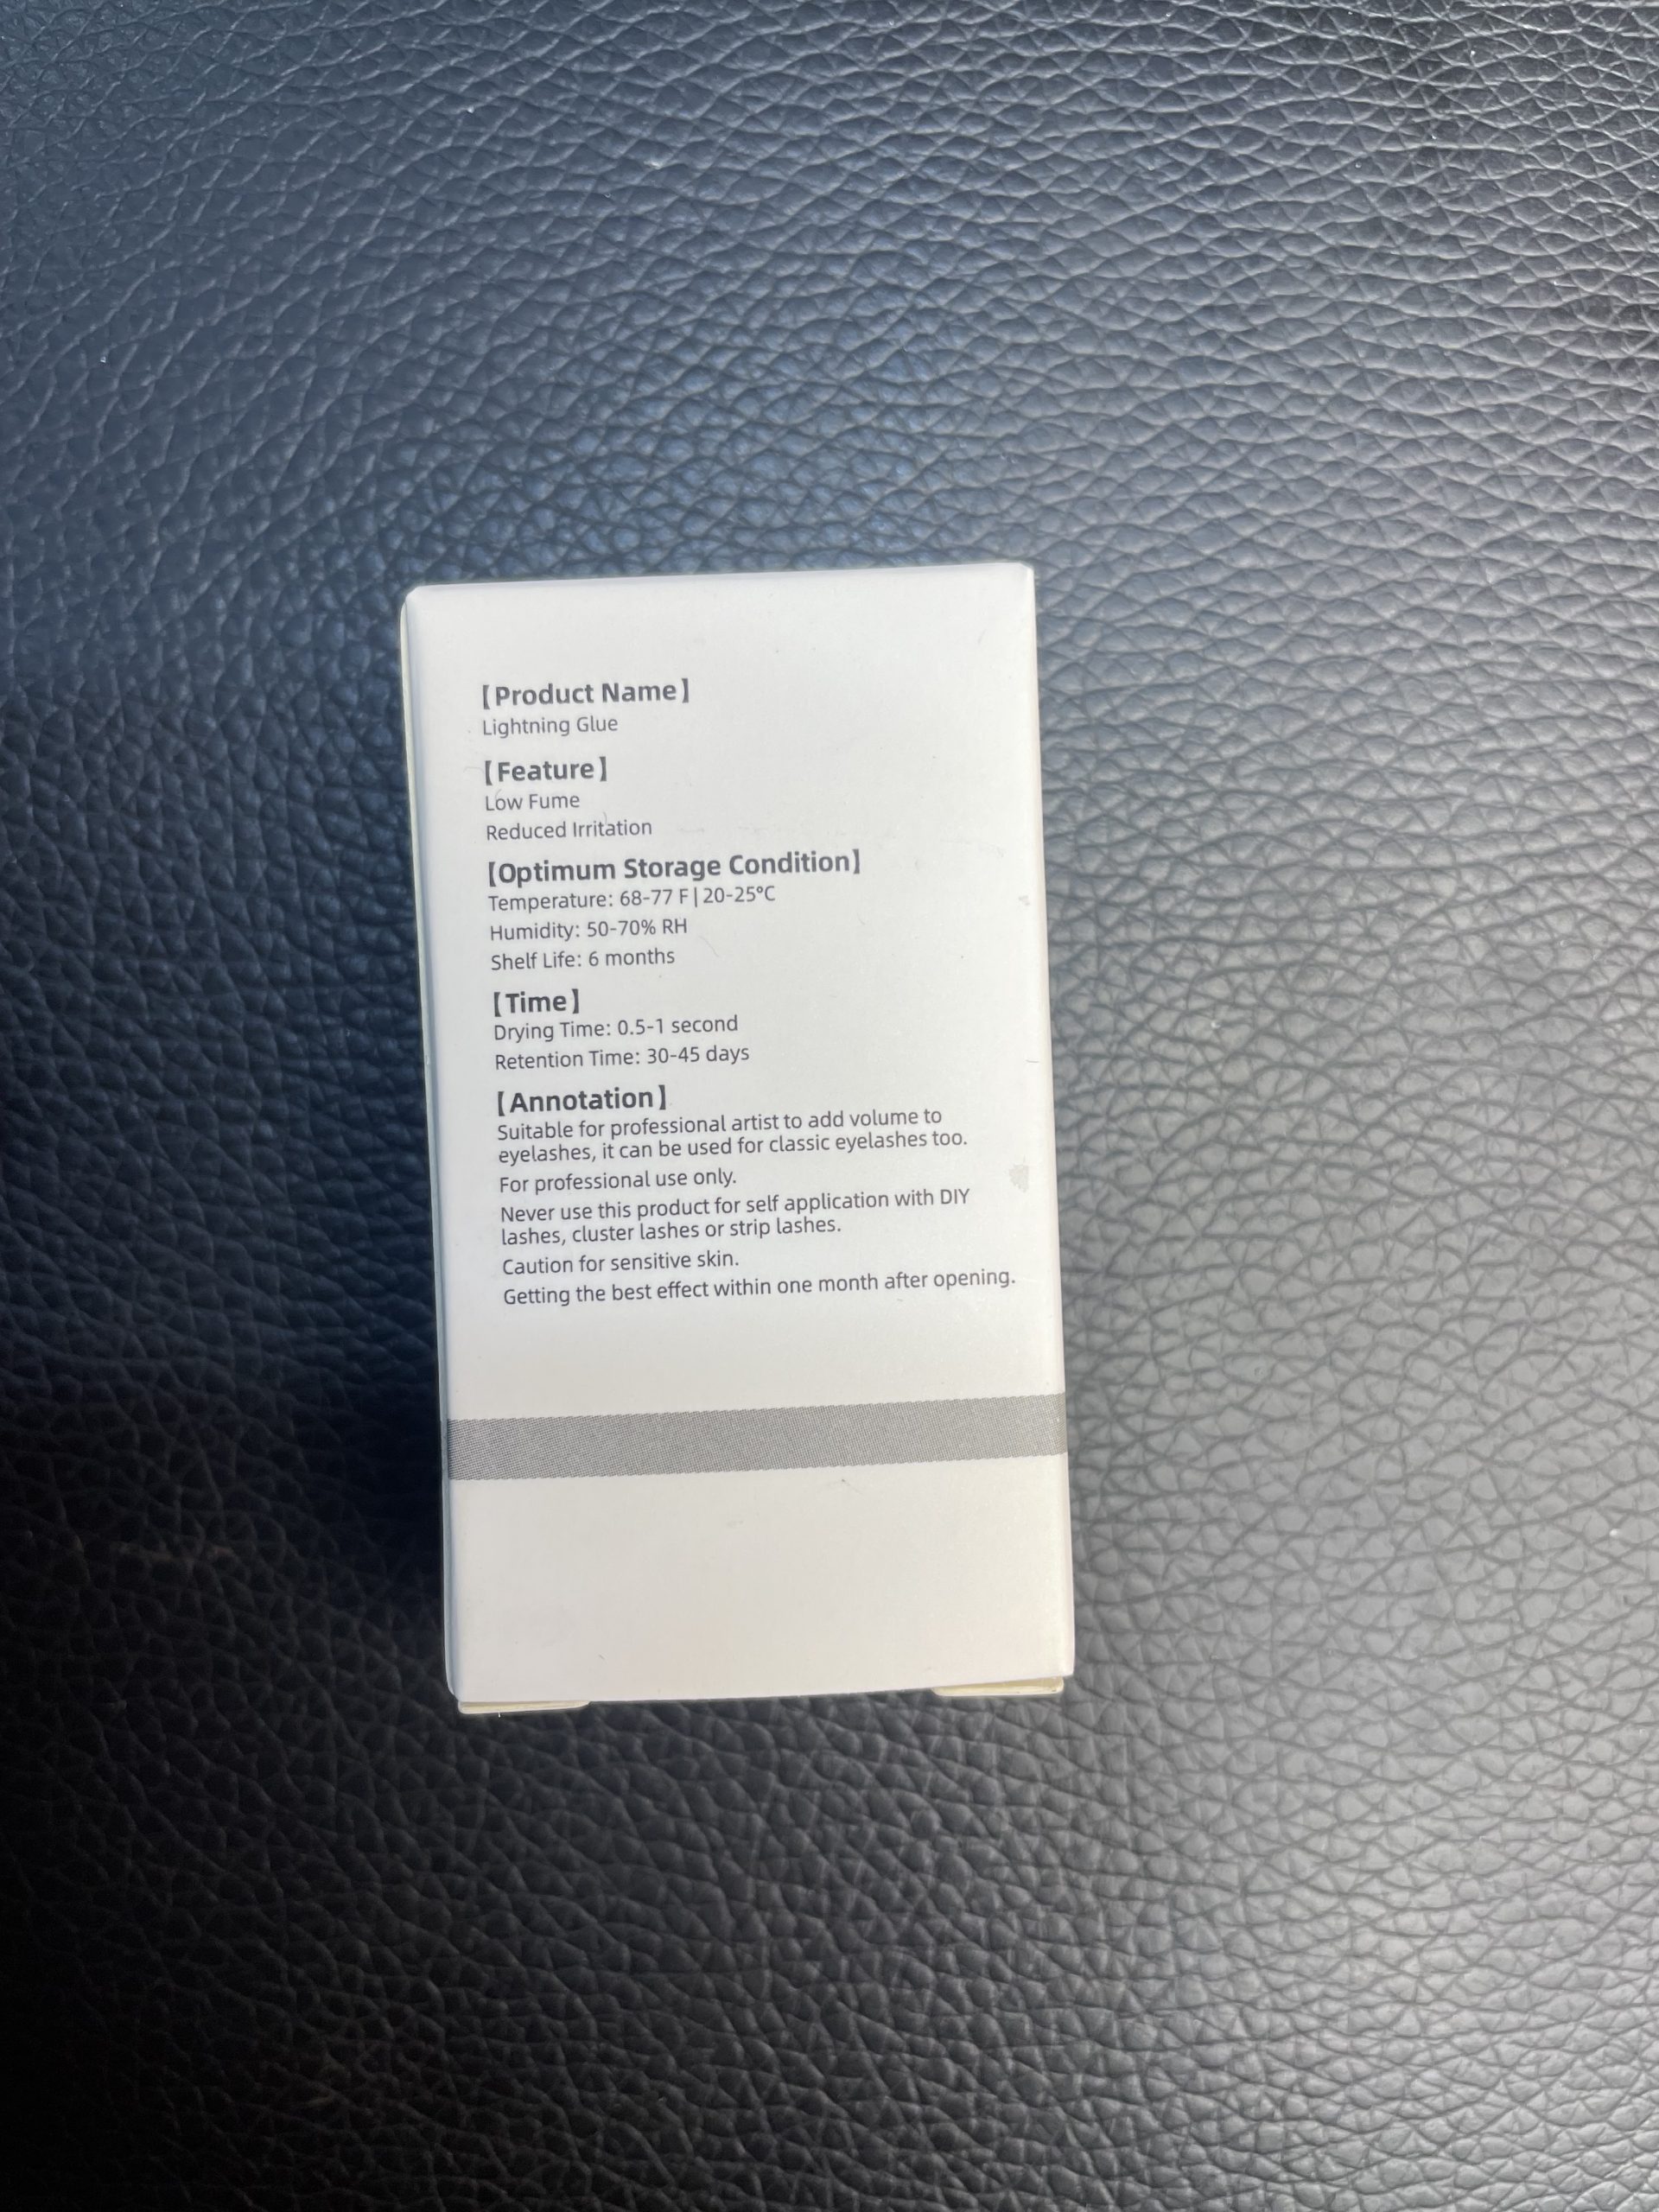 【Product Name】
Lightning Glue
【Feature】
Low Fume
Reduced Irritation
【Optimum Storage Condition】
Temperature: 68-77 F | 20-25°C
Humidity: 50-70% RH
Shelf Life: 6 months
【Time】
Drying Time: 0.5-1 second
Retention Time: 30-45 days
【Annotation】
Suitable for professional artist to add volume to
eyelashes, it can be used for classic eyelashes too.
For professional use only.
Never use this product for self application with DIY
lashes, cluster lashes or strip lashes.
Caution for sensitive skin.
Getting the best effect within one month after opening.